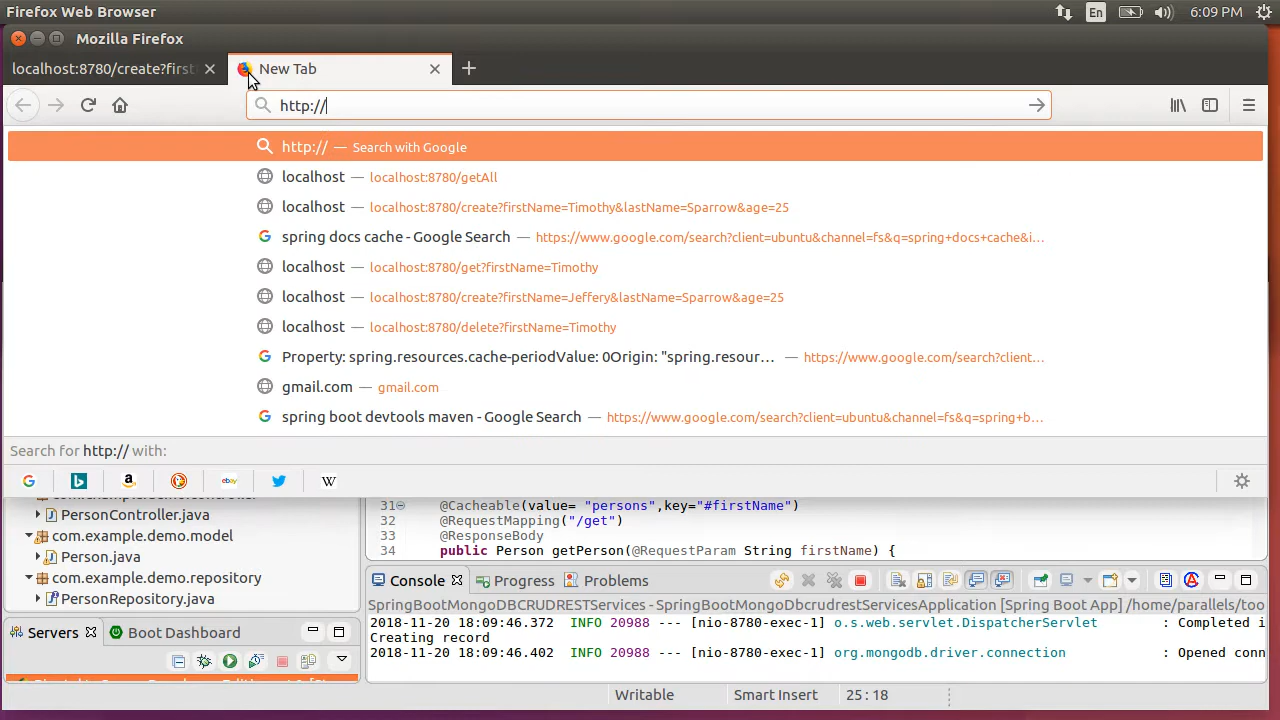 Firefox Web Browser
En
6:09 PM
Mozilla Firefox
localhost:8780/create?first
New Tab
http://
http:// — Search with Google
localhost — localhost:8780/getAll
localhost — localhost:8780/create?firstName=Timothy&lastName=Sparrow&age=25
spring docs cache - Google Search — https://www.google.com/search?client=ubuntu&channel=fs&q=spring+docs+cache&i…
localhost — localhost:8780/get?firstName=Timothy
localhost — localhost:8780/create?firstName=Jeffery&lastName=Sparrow&age=25
localhost — localhost:8780/delete?firstName=Timothy
Property: spring.resources.cache-periodValue: 0Origin: "spring.resour… — https://www.google.com/search?client…
gmail.com — gmail.com
spring boot devtools maven - Google Search — https://www.google.com/search?client=ubuntu&channel=fs&q=spring+b…
Search for http:// with:
PersonController.java
com.example.demo.model
Person.java
com.example.demo.repository
PersonRepository.java
31 @Cacheable(value= "persons",key="#firstName")
32 @RequestMapping("/get")
33 @ResponseBody
34 public Person getPerson(@RequestParam String firstName) {
Servers
Boot Dashboard
Console
Progress
Problems
SpringBootMongoDBCRUDRESTServices - SpringBootMongoDbcrudrestServicesApplication [Spring Boot App] /home/parallels/too
2018-11-20 18:09:46.372 INFO 20988 --- [nio-8780-exec-1] o.s.web.servlet.DispatcherServlet : Completed i
Creating record
2018-11-20 18:09:46.402 INFO 20988 --- [nio-8780-exec-1] org.mongodb.driver.connection : Opened conn
Writable
Smart Insert
25 : 18